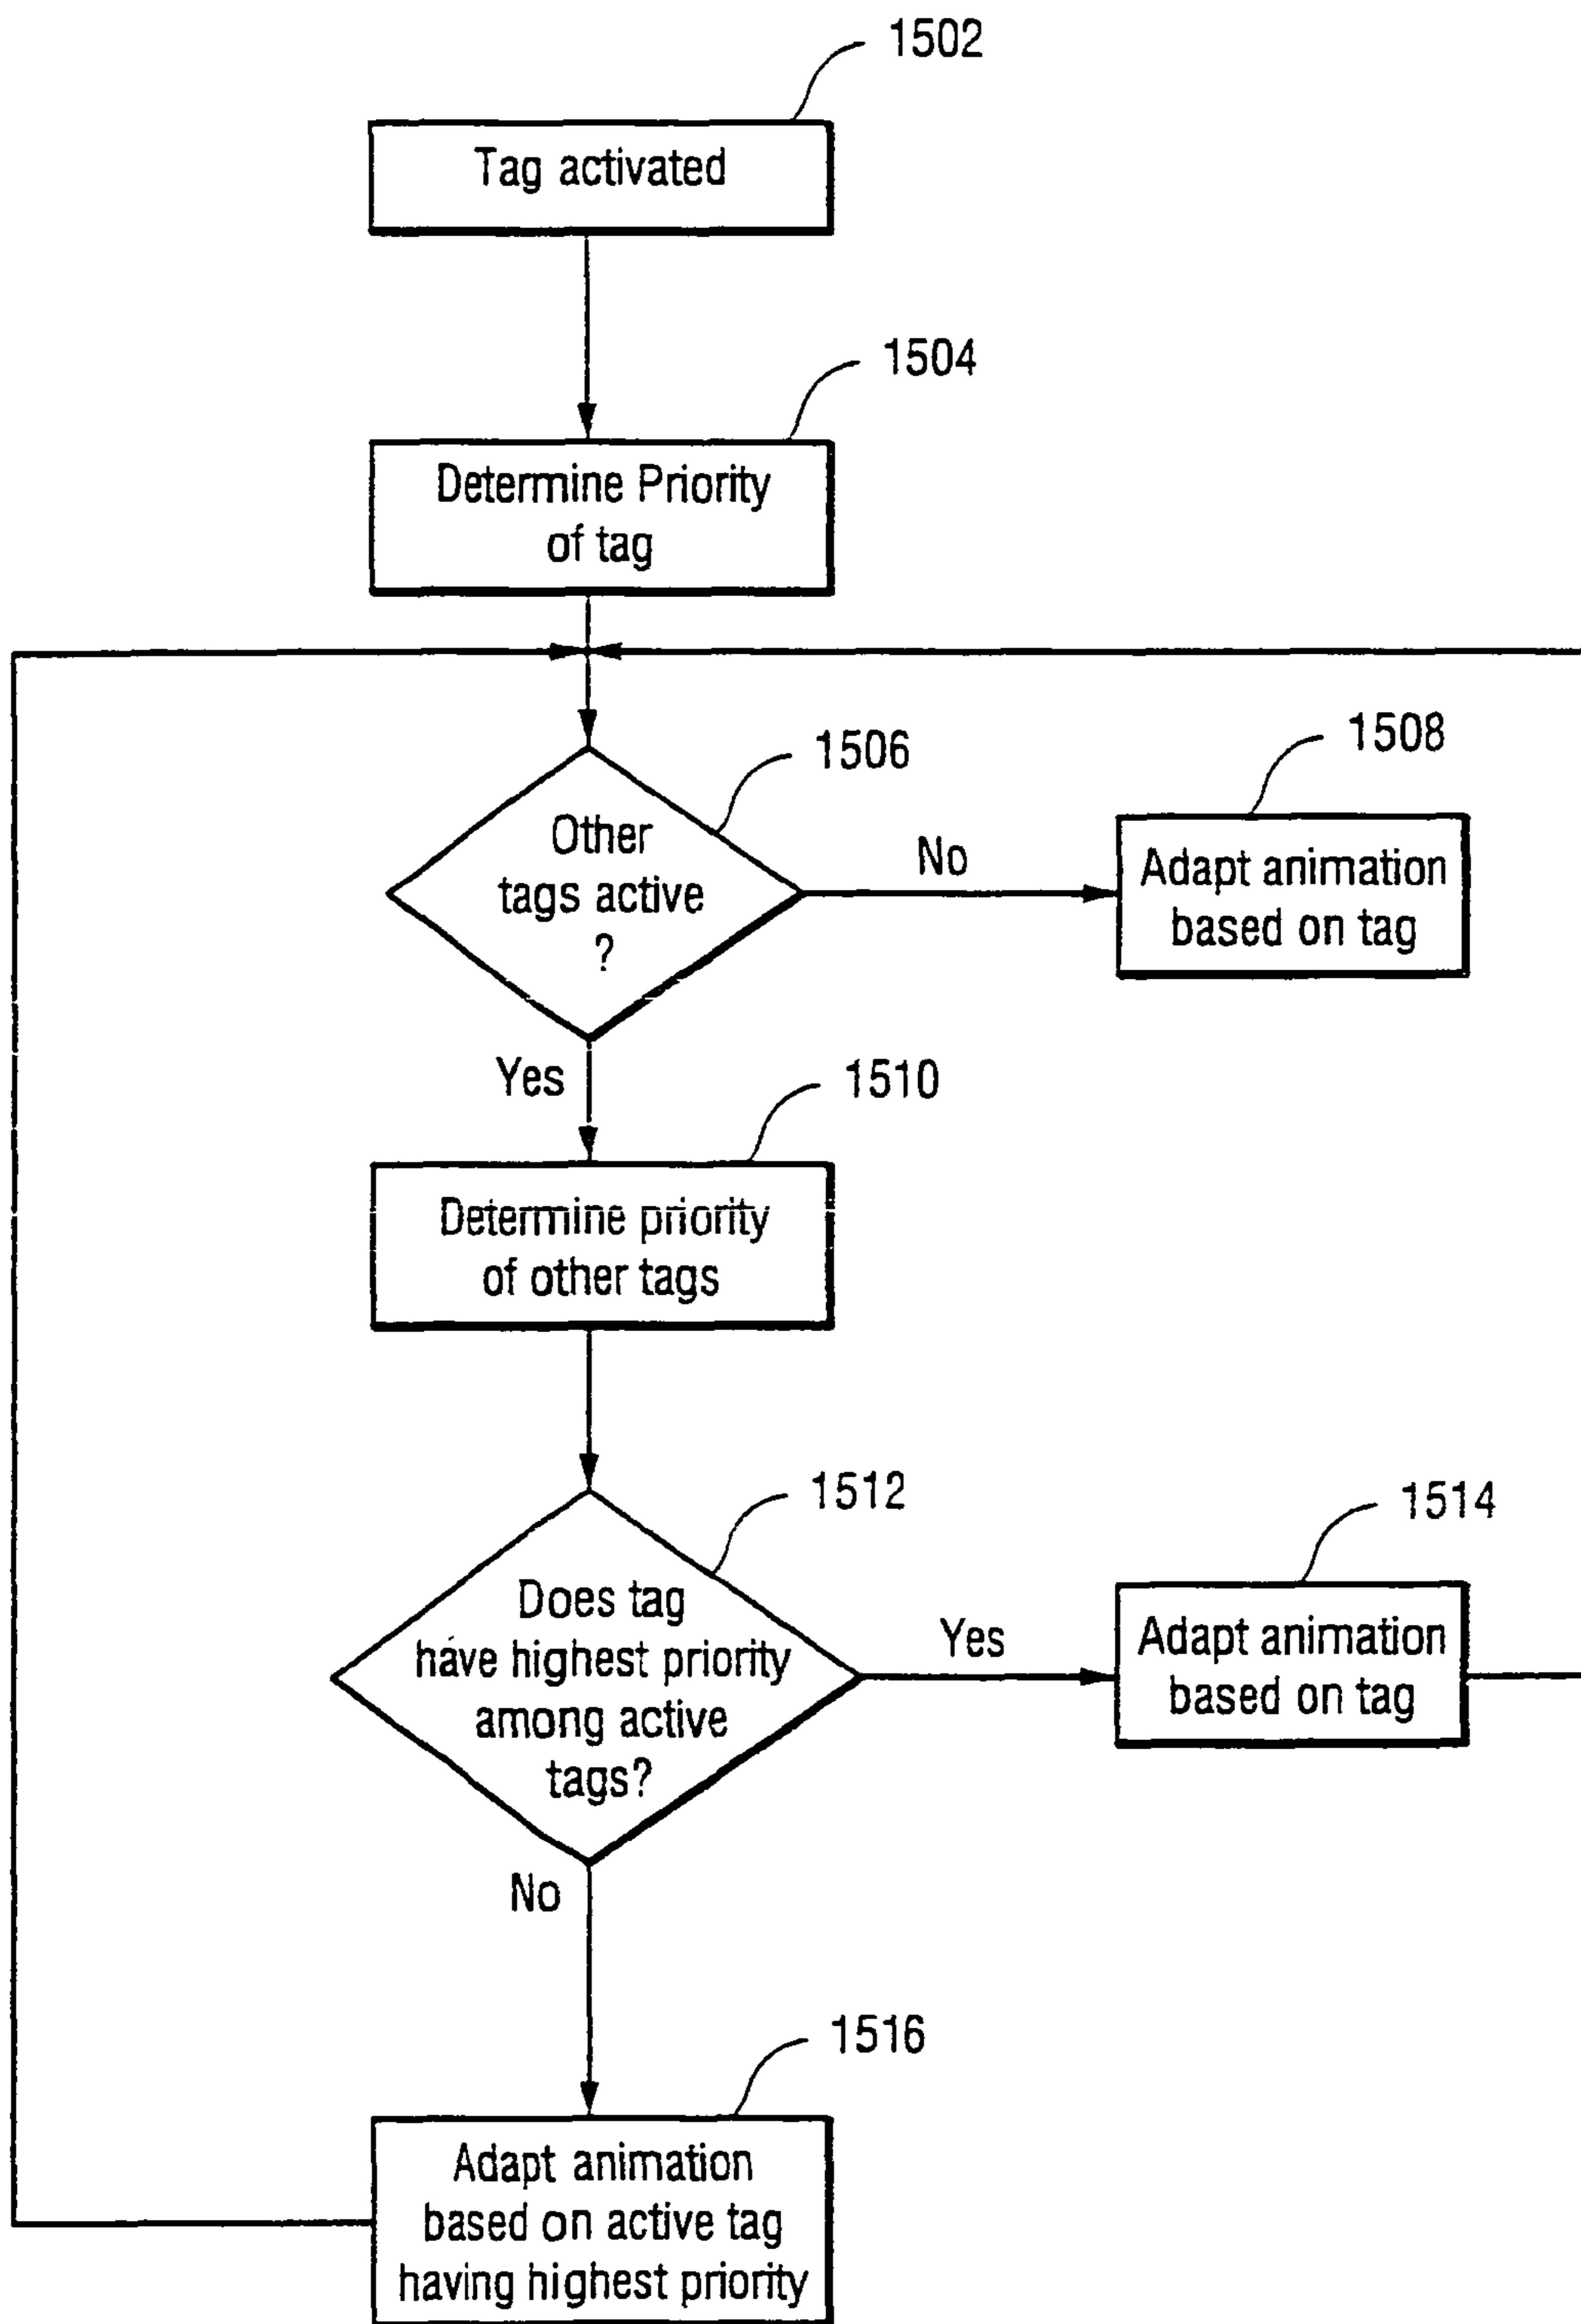 1502
Tag activated
1504
Determine Priority
of tag
1506
Other
tags active
?
No
1508
Adapt animation
based on tag
Yes
1510
Determine priority
of other tags
1512
Does tag
have highest priority
among active
tags?
Yes
1514
Adapt animation
based on tag
No
1516
Adapt animation
based on active tag
having highest priority